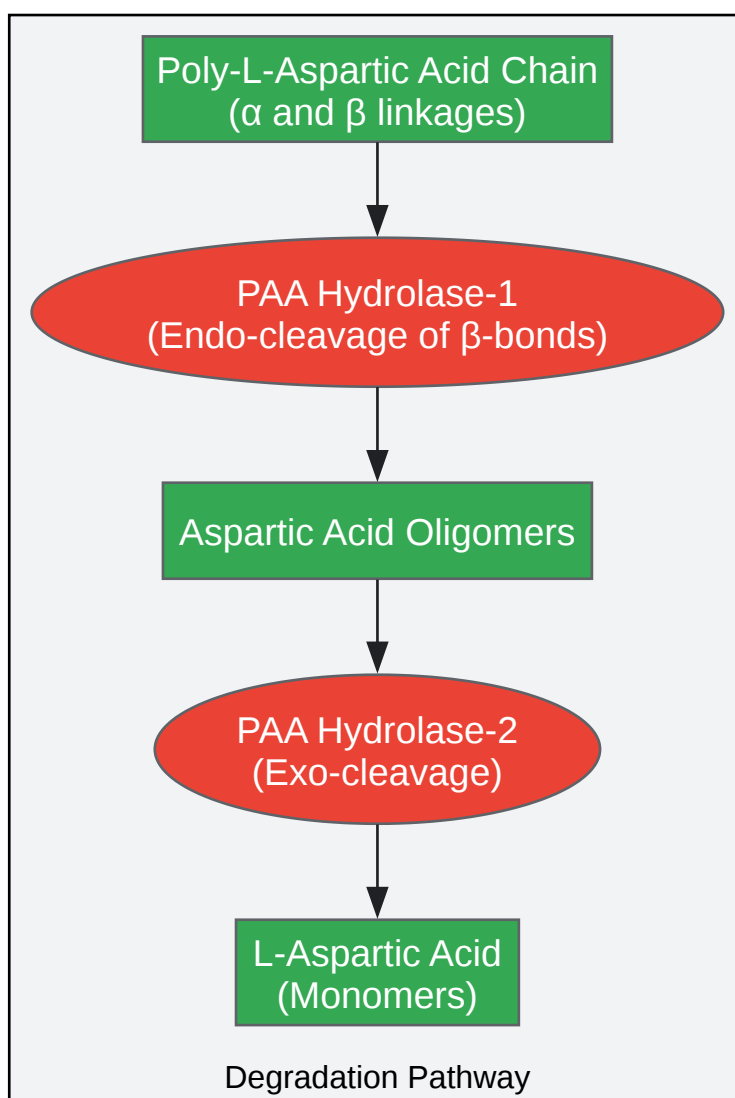 Poly-L-Aspartic Acid Chain
(α and β linkages)
PAA Hydrolase-1
(Endo-cleavage of β-bonds)
Aspartic Acid Oligomers
PAA Hydrolase-2
(Exo-cleavage)
L-Aspartic Acid
(Monomers)
Degradation Pathway